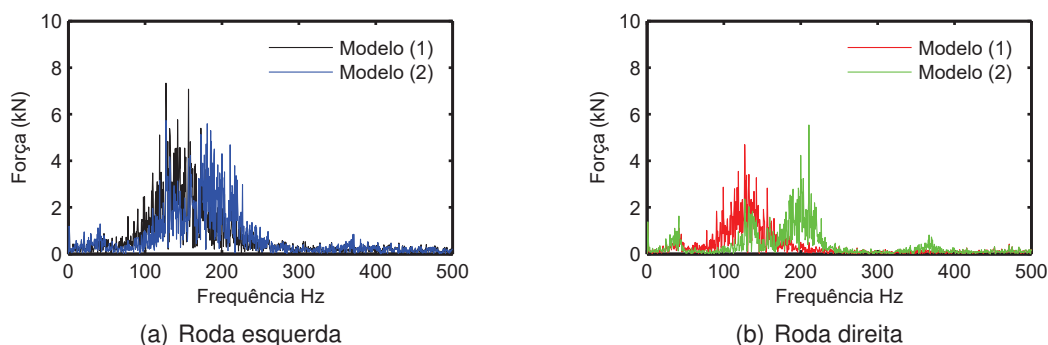 10
8
6
4
2
0
Força (kN)
Modelo (1)
Modelo (2)
0 100 200 300 400 500
Frequência Hz
(a) Roda esquerda
10
8
6
4
2
0
Força (kN)
Modelo (1)
Modelo (2)
0 100 200 300 400 500
Frequência Hz
(b) Roda direita